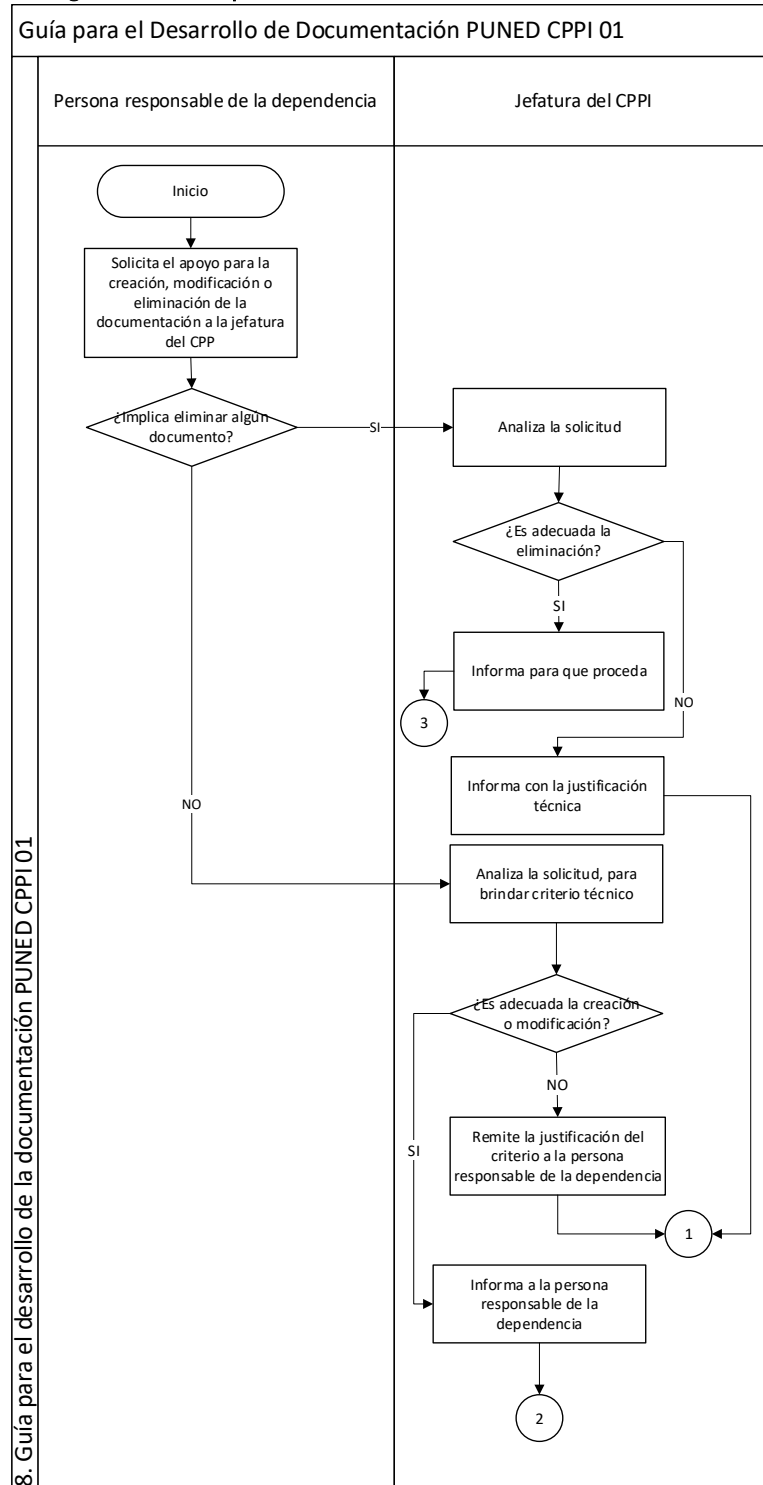 Guía para el Desarrollo de Documentación PUNED CPPI 01
Persona responsable de la dependencia
Jefatura del CPPI
Inicio
Solicita el apoyo para la
creación, modificación o
eliminación de la
documentación a la jefatura
del CPP
¿Implica eliminar algún
documento?
SI
Analiza la solicitud
¿Es adecuada la
eliminación?
SI
Informa para que proceda
NO
3
Informa con la justificación
técnica
NO
Analiza la solicitud, para
brindar criterio técnico
¿Es adecuada la creación
o modificación?
NO
SI
Remite la justificación del
criterio a la persona
responsable de la dependencia
1
Informa a la persona
responsable de la
dependencia
2
8. Guía para el desarrollo de la documentación PUNED CPPI 01